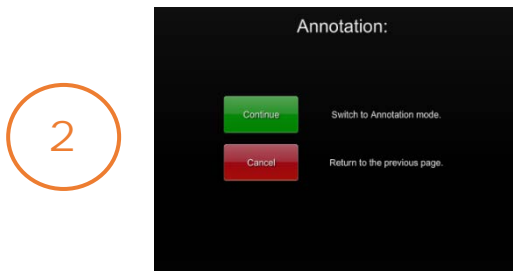 2
Annotation:
Continue Switch to Annotation mode.
Cancel Return to the previous page.